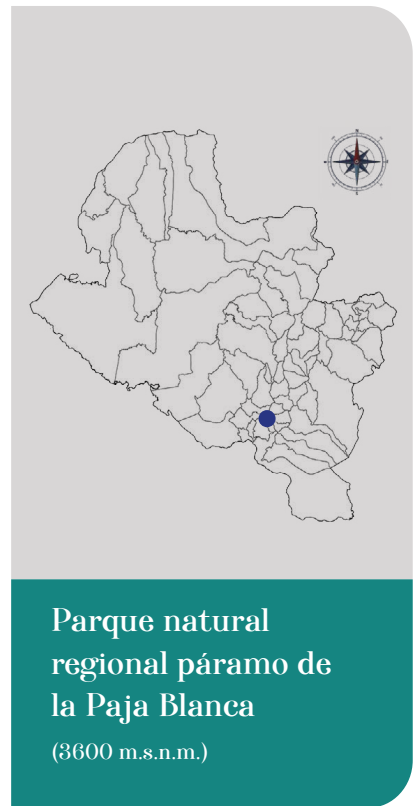 Parque natural
regional páramo de
la Paja Blanca
(3600 m.s.n.m.)